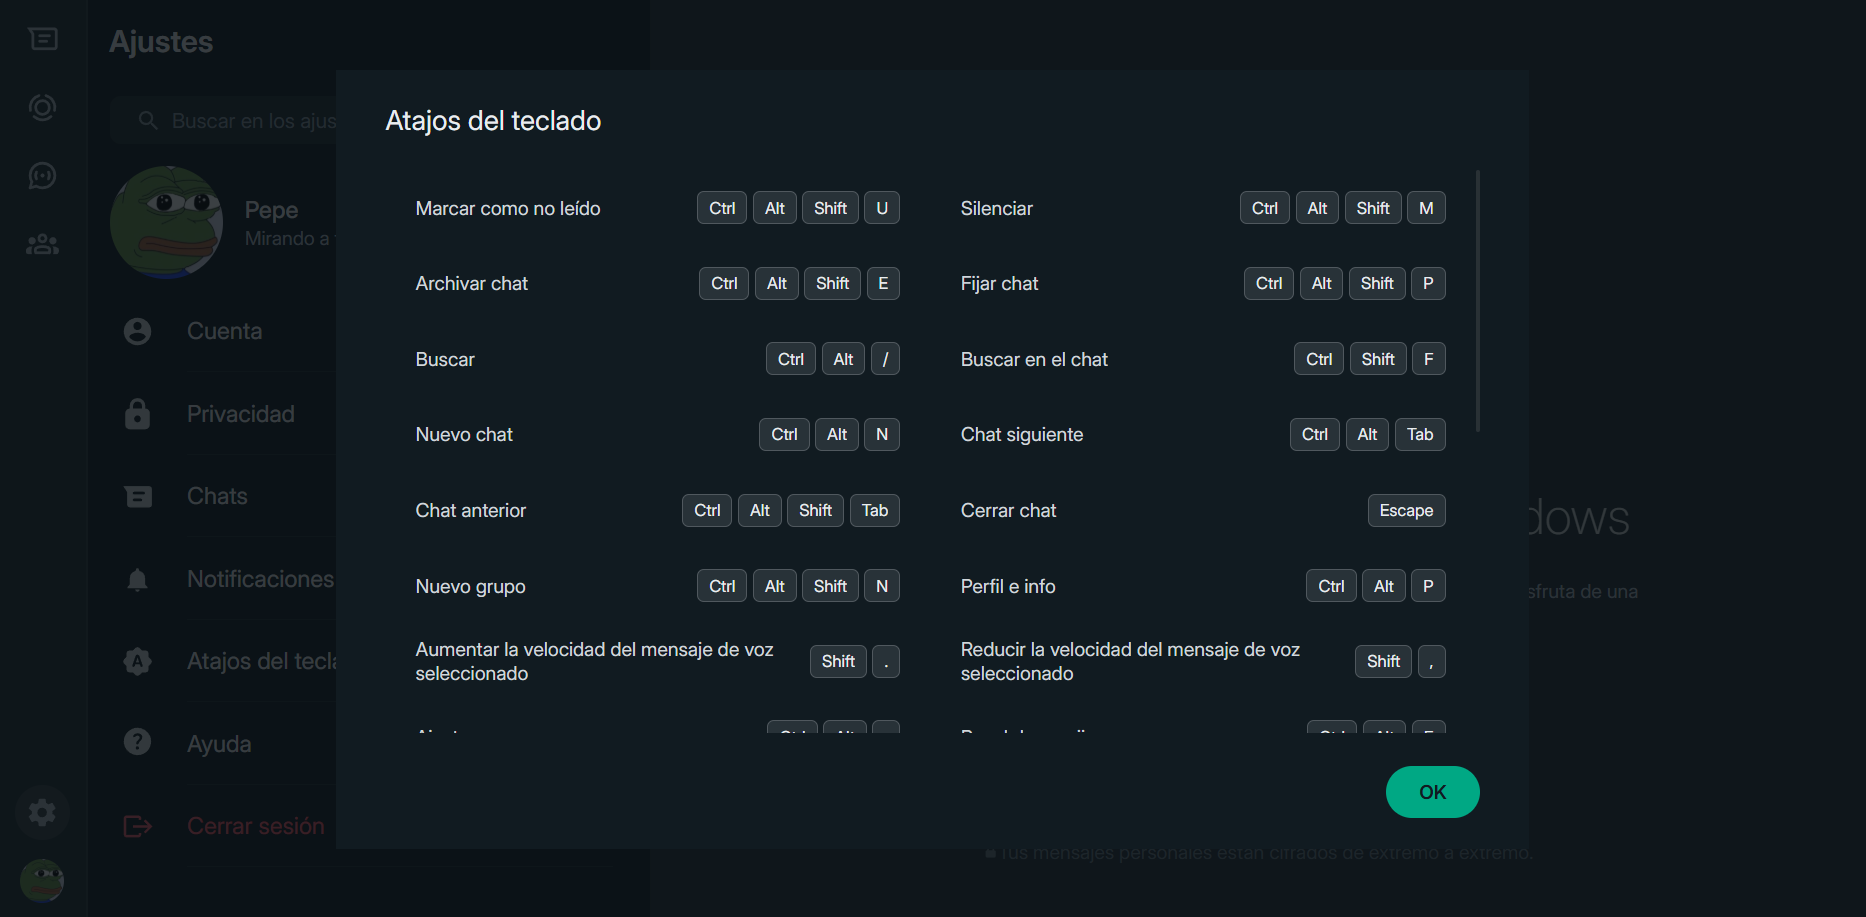 Ajustes
Buscar en los ajus
Pepe
Mirando a
Cuenta
Privacidad
Chats
Notificaciones
Atajos del tecla
Ayuda
Cerrar sesión
Atajos del teclado
Marcar como no leído Ctrl Alt Shift U
Silenciar Ctrl Alt Shift M
Archivar chat Ctrl Alt Shift E
Fijar chat Ctrl Alt Shift P
Buscar Ctrl Alt /
Buscar en el chat Ctrl Shift F
Nuevo chat Ctrl Alt N
Chat siguiente Ctrl Alt Tab
Chat anterior Ctrl Alt Shift Tab
Cerrar chat Escape
Nuevo grupo Ctrl Alt Shift N
Perfil e info Ctrl Alt P
Aumentar la velocidad del mensaje de voz
seleccionado Shift .
Reducir la velocidad del mensaje de voz
seleccionado Shift ,
OK
dows
sfruta de una
Tus mensajes personales están cifrados de extremo a extremo.